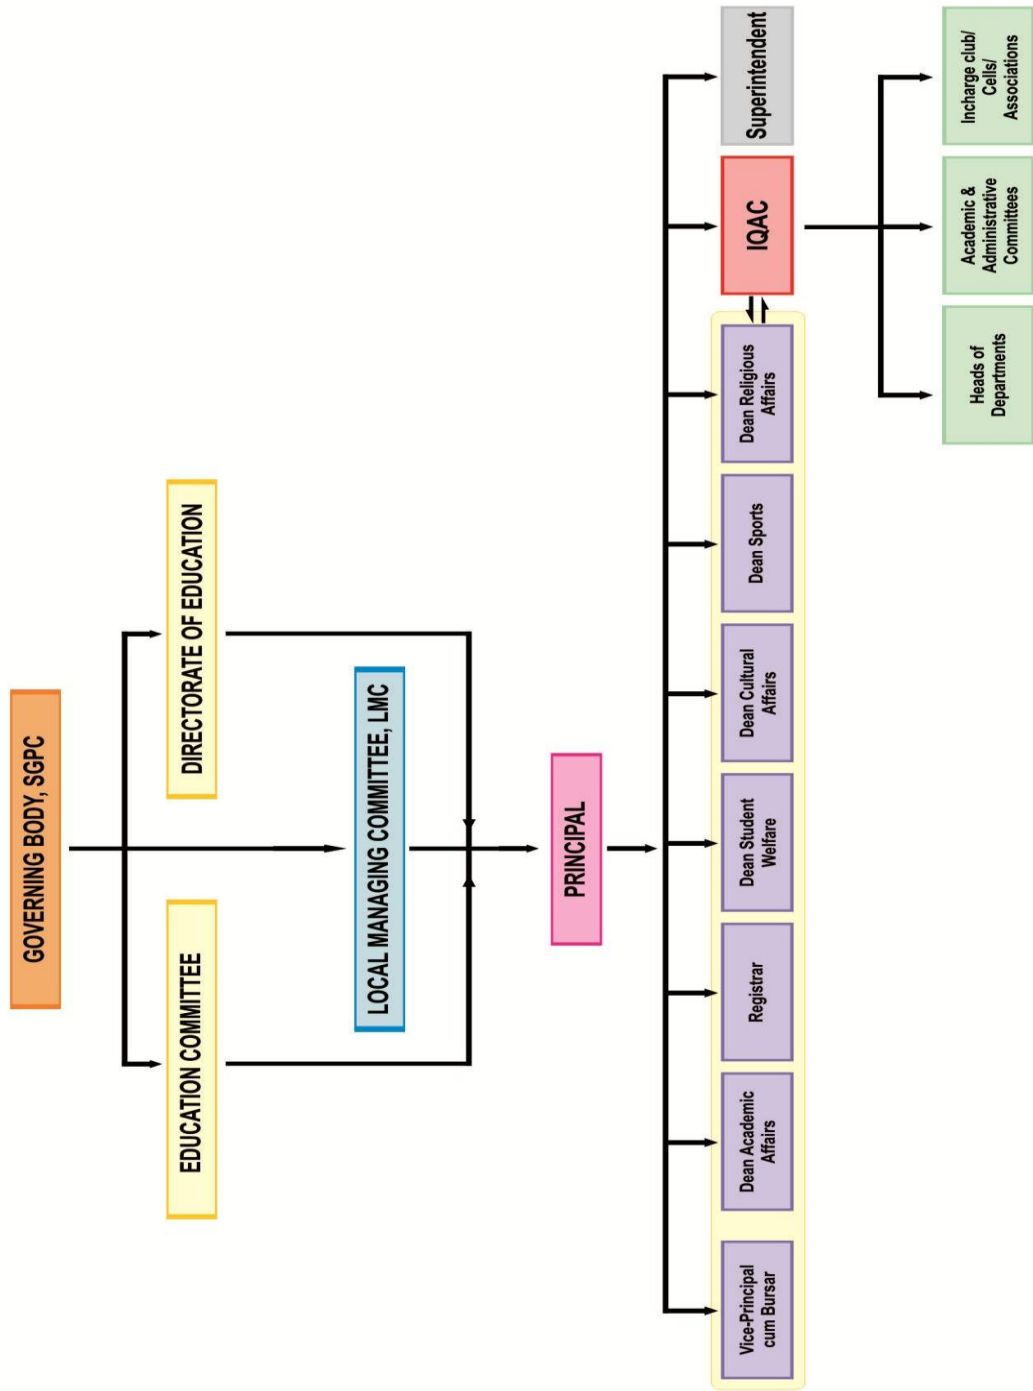 GOVERNING BODY, SGPC
EDUCATION COMMITTEE
DIRECTORATE OF EDUCATION
LOCAL MANAGING COMMITTEE, LMC
PRINCIPAL
Vice-Principal
cum Bursar
Dean Academic
Affairs
Registrar
Dean Student
Welfare
Dean Cultural
Affairs
Dean Sports
Dean Religious
Affairs
IQAC
Superintendent
Heads of
Departments
Academic &
Administrative
Committees
Incharge club/
Cells/
Associations